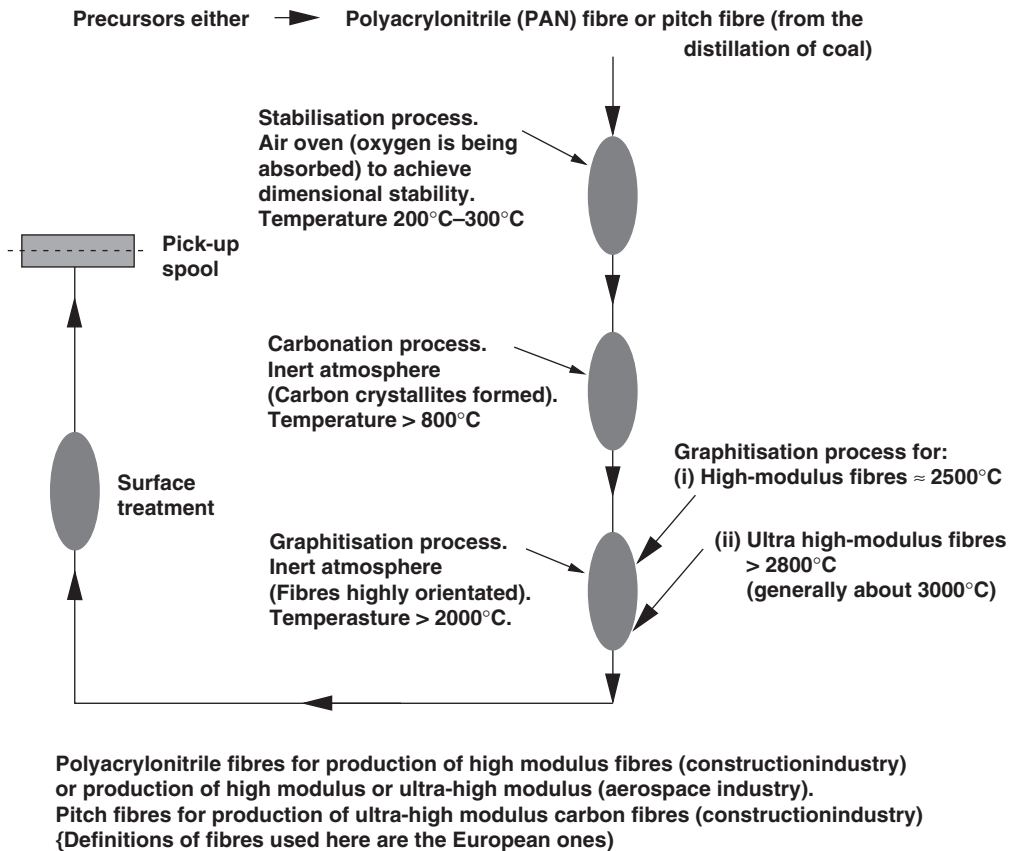 Precursors either
Polyacrylonitrile (PAN) fibre or pitch fibre (from the
distillation of coal)
Stabilisation process.
Air oven (oxygen is being
absorbed) to achieve
dimensional stability.
Temperature 200°C–300°C
Pick-up
spool
Carbonation process.
Inert atmosphere
(Carbon crystallites formed).
Temperature > 800°C
Graphitisation process for:
(i) High-modulus fibres ≈ 2500°C
Surface
treatment
(ii) Ultra high-modulus fibres
> 2800°C
(generally about 3000°C)
Graphitisation process.
Inert atmosphere
(Fibres highly orientated).
Temperasture > 2000°C.
Polyacrylonitrile fibres for production of high modulus fibres (constructionindustry)
or production of high modulus or ultra-high modulus (aerospace industry).
Pitch fibres for production of ultra-high modulus carbon fibres (constructionindustry)
{Definitions of fibres used here are the European ones)